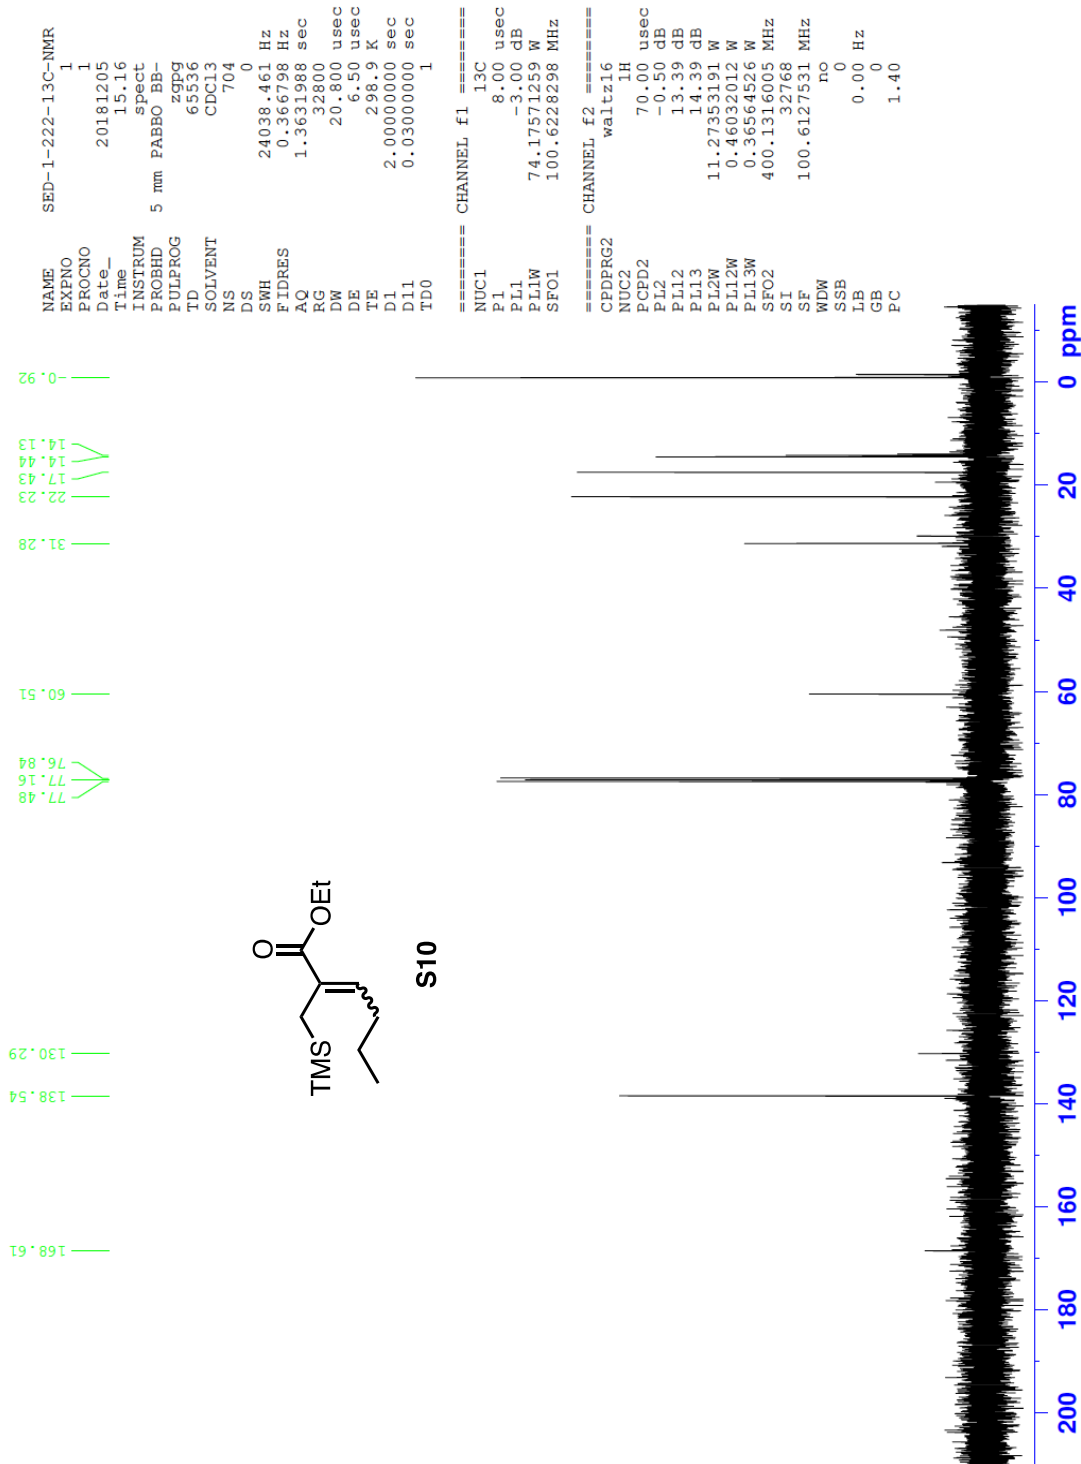 NAME SED-1-222-13C-NMR
EXPNO 1
PROCNO 1
Date_ 20181205
Time 15.16
INSTRUM spect
PROBHD 5 mm PABBO BB-
PULPROG zgpg
TD 65536
SOLVENT CDCl3
NS 704
DS 0
SWH 24038.461 Hz
FIDRES 0.366798 Hz
AQ 1.3631988 sec
RG 32800
DW 20.800 usec
DE 6.50 usec
TE 298.9 K
D1 2.00000000 sec
D11 0.03000000 sec
TD0 1
======== CHANNEL f1 ========
NUC1 13C
P1 8.00 usec
PL1 -3.00 dB
PL1W 74.17571259 W
SFO1 100.6228298 MHz
======== CHANNEL f2 ========
CPDPRG2 waltz16
NUC2 1H
PCPD2 70.00 usec
PL2 -0.50 dB
PL12 13.39 dB
PL13 14.39 dB
PL2W 11.27353191 W
PL12W 0.46032012 W
PL13W 0.36564526 W
SFO2 400.1316005 MHz
SI 32768
SF 100.6127531 MHz
WDW no
SSB 0
LB 0.00 Hz
GB 0
PC 1.40
168.61
138.54
130.29
77.48
77.16
76.84
60.51
31.28
22.23
17.43
14.44
14.13
-0.92
O
OEt
TMS
S10
200 180 160 140 120 100 80 60 40 20 0 ppm